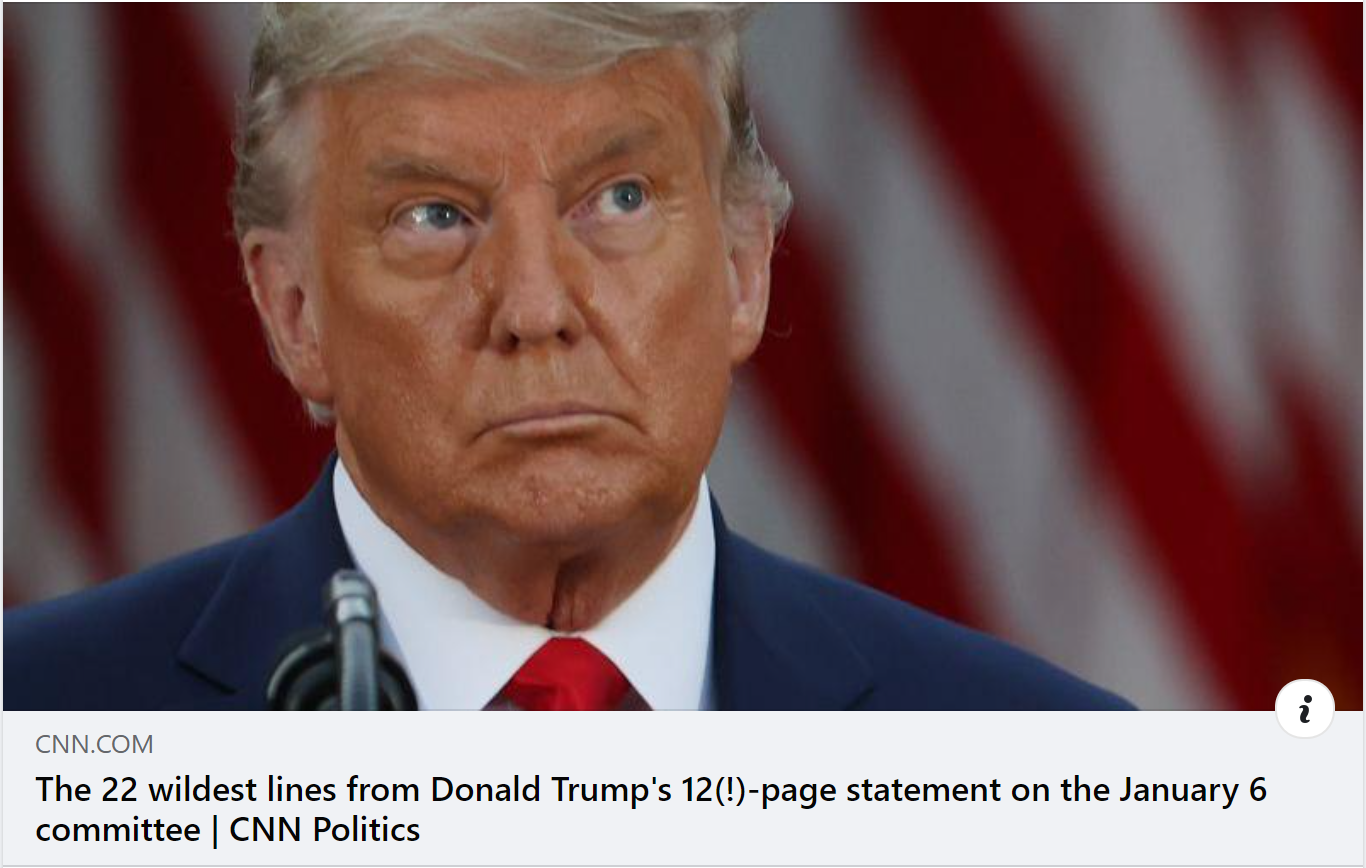 CNN.COM
The 22 wildest lines from Donald Trump's 12(!)-page statement on the January 6
committee | CNN Politics